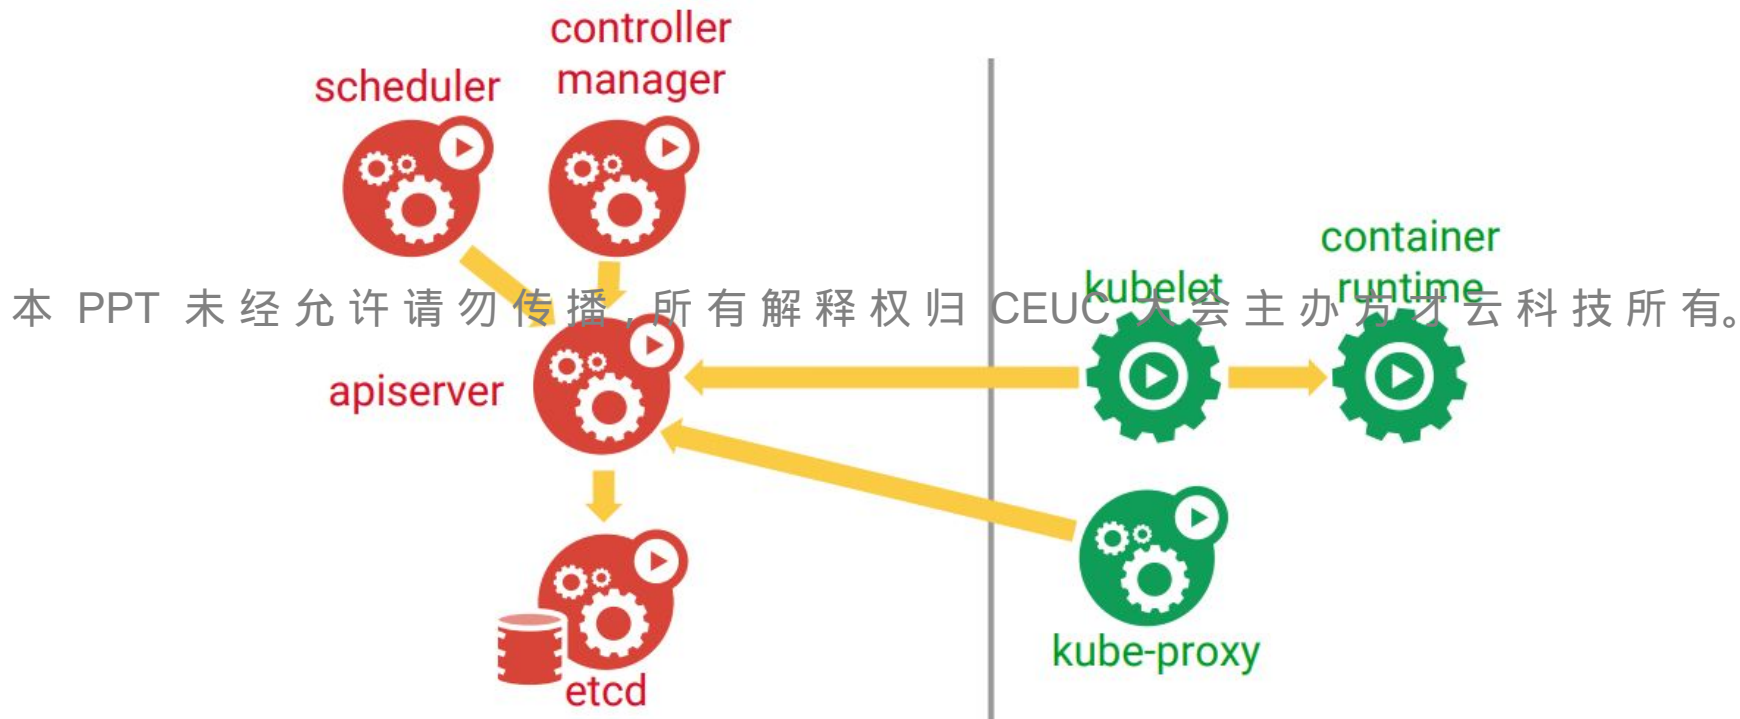 controller
manager
scheduler
container
runtime
kubelet
本 PPT 未经允许请勿传播，所有解释权归 CEUC 大会主办方才云科技所有。
apiserver
kube-proxy
etcd